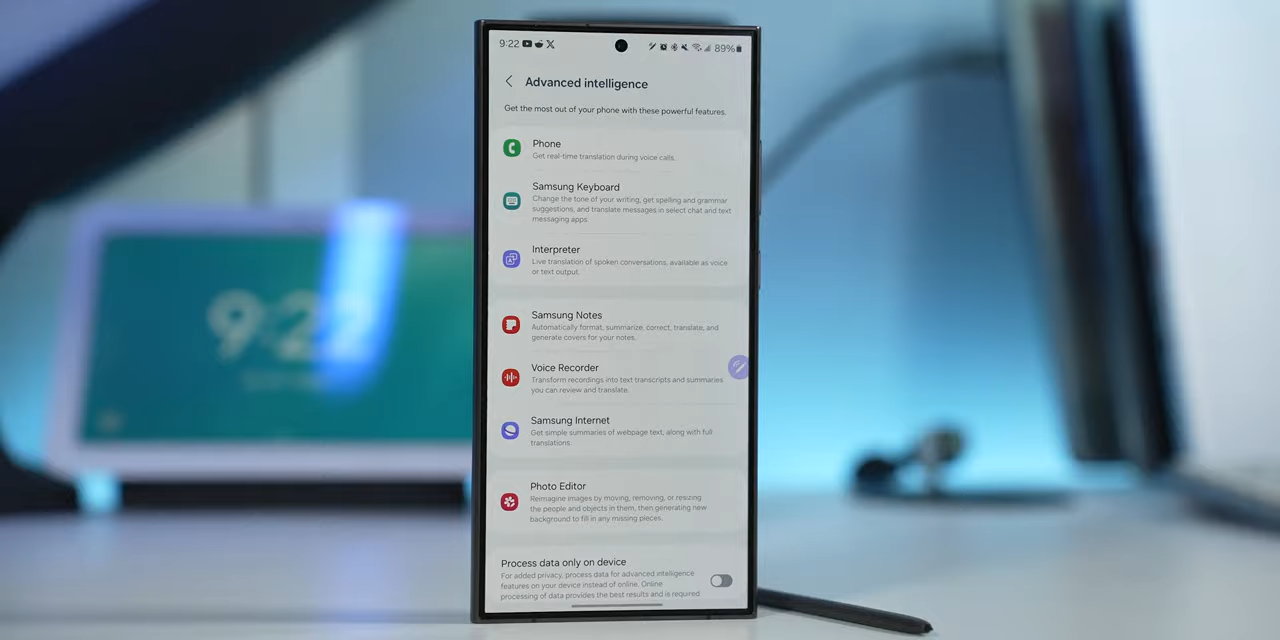 9:22
89%
Advanced intelligence
Get the most out of your phone with these powerful features.
Phone
Get real-time translation during voice calls.
Samsung Keyboard
Change the tone of your writing, get spelling and grammar
suggestions, and translate messages in select chat and text
messaging apps.
Interpreter
Live translation of spoken conversations, available as voice
or text output.
Samsung Notes
Automatically format, summarize, correct, translate, and
generate covers for your notes.
Voice Recorder
Transform recordings into text transcripts and summaries
you can review and translate.
Samsung Internet
Get simple summaries of webpage text, along with full
translations.
Photo Editor
Reimagine images by moving, removing, or resizing
the people and objects in them, then generating new
background to fill in any missing pieces.
Process data only on device
For added privacy, process data for advanced intelligence
features on your device instead of online. Online
processing of data provides the best results and is required
9:22